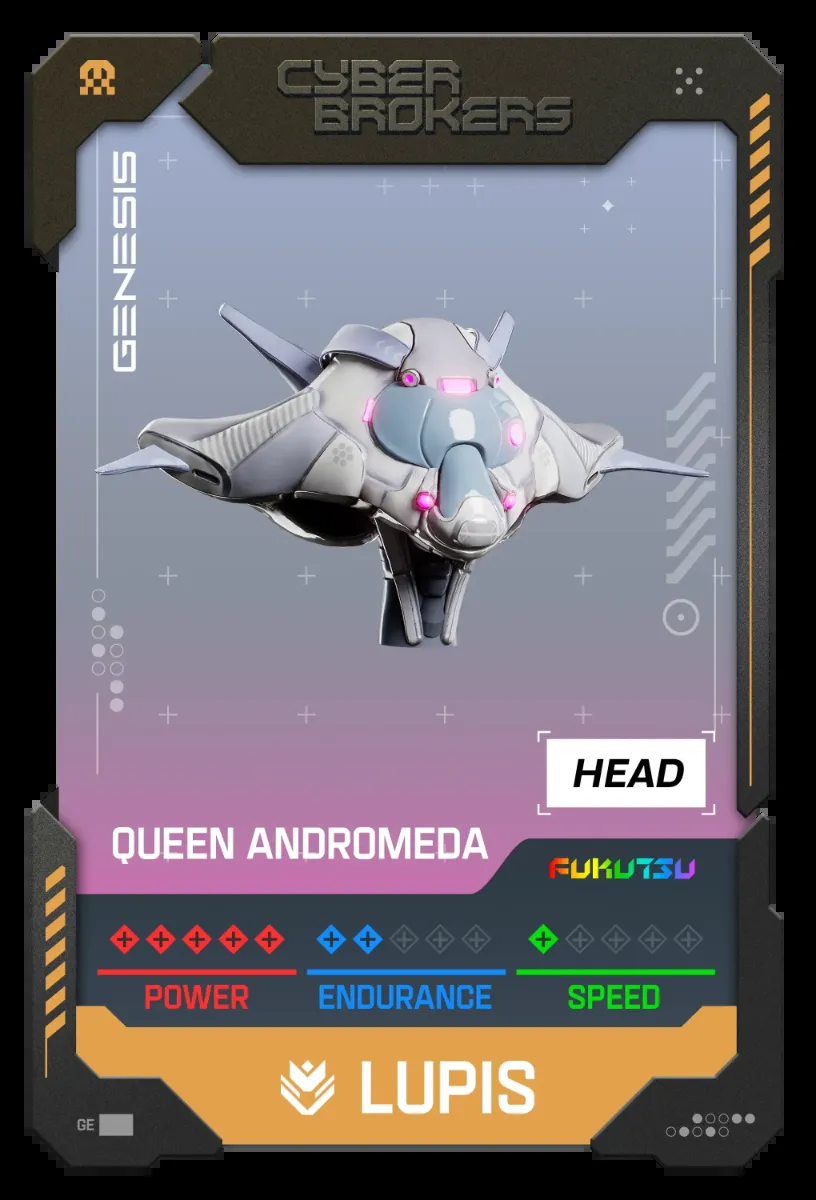 CYBER
BROKERS
GENESIS
HEAD
QUEEN ANDROMEDA
FUKUTSU
POWER
ENDURANCE
SPEED
LUPIS
GE